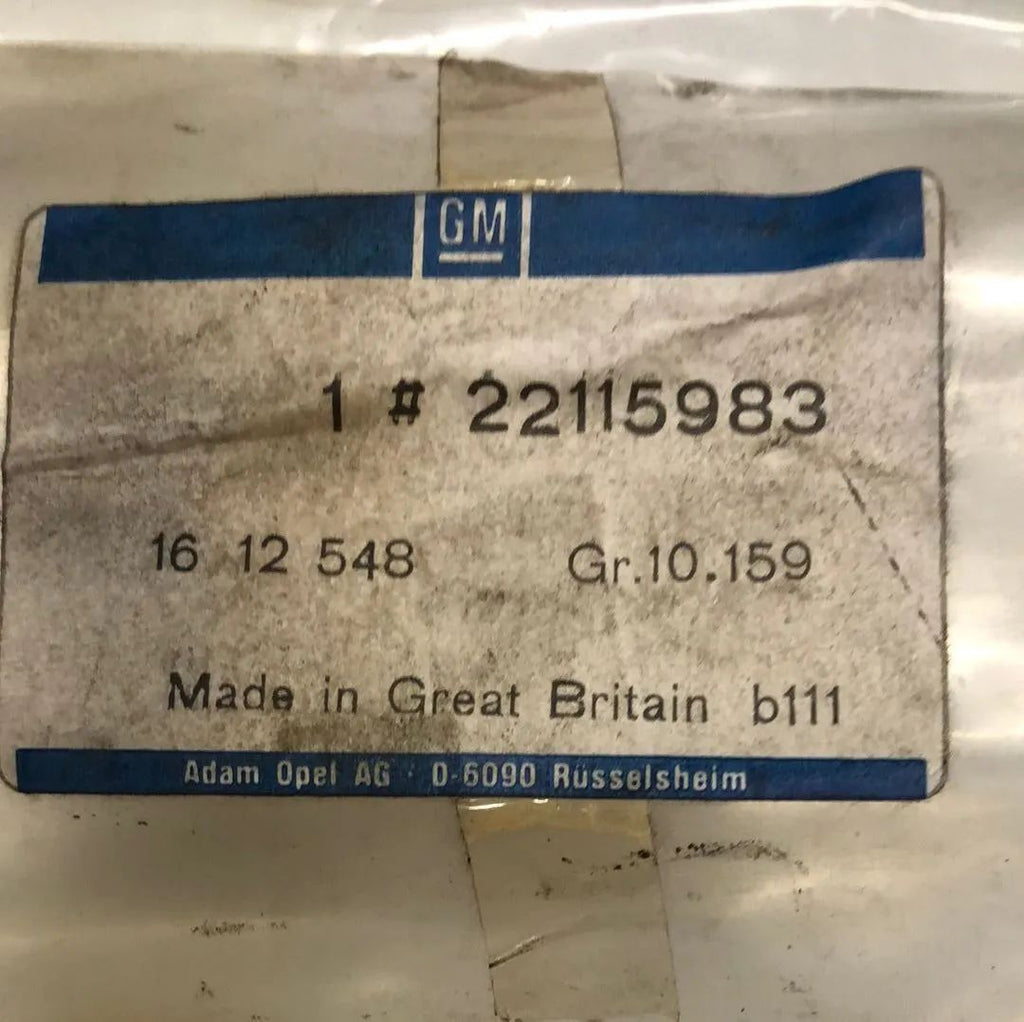 GM
1 # 22115983
16 12 548 Gr.10.159
Made in Great Britain b111
Adam Opel AG · D-6090 Rüsselsheim